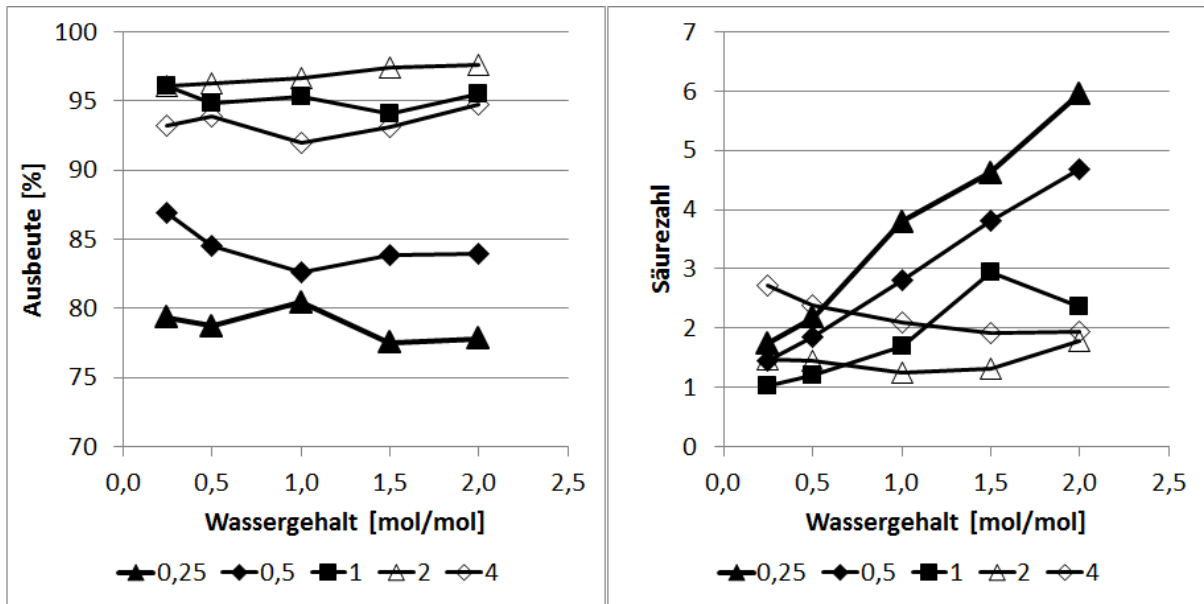 Ausbeute [%]
100
95
90
85
80
75
70
0,0 0,5 1,0 1,5 2,0 2,5
Wassergehalt [mol/mol]
0,25 0,5 1 2 4
Säurezahl
7
6
5
4
3
2
1
0
0,0 0,5 1,0 1,5 2,0 2,5
Wassergehalt [mol/mol]
0,25 0,5 1 2 4